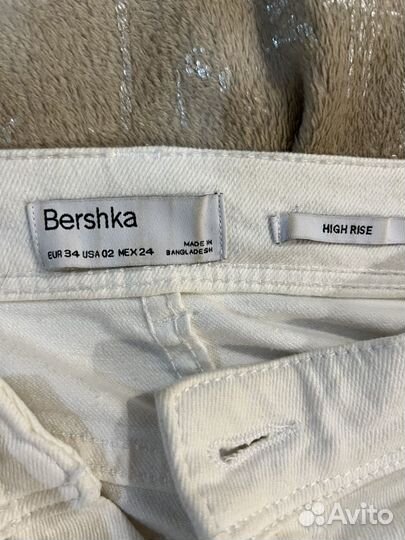 Bershka
EUR 34 USA 02 MEX 24
MADE IN
BANGLADESH
HIGH RISE
Avito